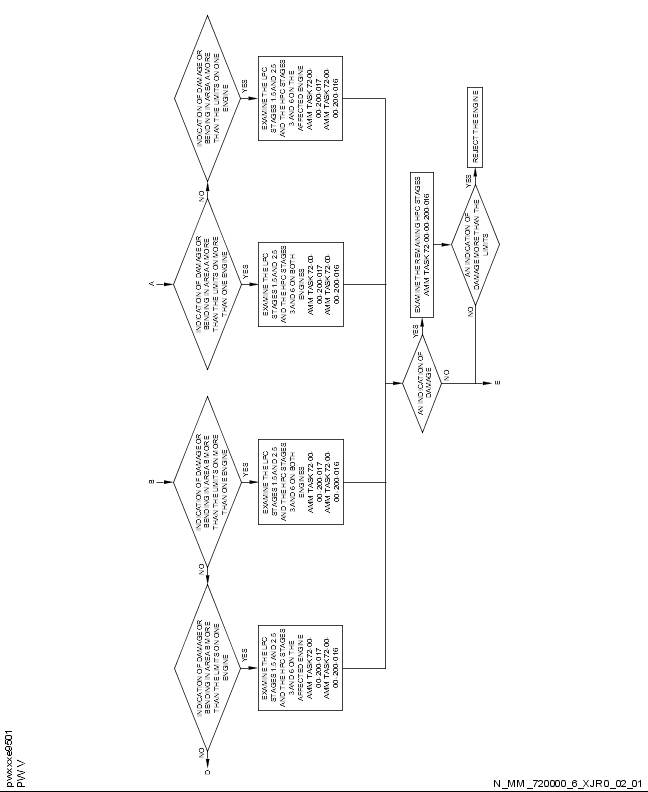 B
INDICATION OF DAMAGE OR
BENDING IN AREA B MORE
THAN THE LIMITS ON MORE
THAN ONE ENGINE
NO
YES
EXAMINE THE LPC
STAGES 1.5 AND 2.5
AND THE HPC STAGES
3 AND 6 ON BOTH
ENGINES
AMM TASK 72-00-
00-200-017
AMM TASK 72-00-
00-200-016
INDICATION OF DAMAGE OR
BENDING IN AREA B MORE
THAN THE LIMITS ON ONE
ENGINE
NO
D
YES
EXAMINE THE LPC
STAGES 1.5 AND 2.5
AND THE HPC STAGES
3 AND 6 ON THE
AFFECTED ENGINE
AMM TASK 72-00-
00-200-017
AMM TASK 72-00-
00-200-016
A
INDICATION OF DAMAGE OR
BENDING IN AREA A MORE
THAN THE LIMITS ON MORE
THAN ONE ENGINE
NO
YES
EXAMINE THE LPC
STAGES 1.5 AND 2.5
AND THE HPC STAGES
3 AND 6 ON BOTH
ENGINES
AMM TASK 72-00-
00-200-017
AMM TASK 72-00-
00-200-016
INDICATION OF DAMAGE OR
BENDING IN AREA A MORE
THAN THE LIMITS ON ONE
ENGINE
YES
EXAMINE THE LPC
STAGES 1.5 AND 2.5
AND THE HPC STAGES
3 AND 6 ON THE
AFFECTED ENGINE
AMM TASK 72-00-
00-200-017
AMM TASK 72-00-
00-200-016
AN INDICATION OF
DAMAGE
YES
NO
EXAMINE THE REMAINING HPC STAGES
AMM TASK 72-00-00-200-016
AN INDICATION OF
DAMAGE MORE THAN THE
LIMITS
YES
NO
REJECT THE ENGINE
E
pwxxxe9501
PW V
N_MM_720000_6_XJR0_02_01